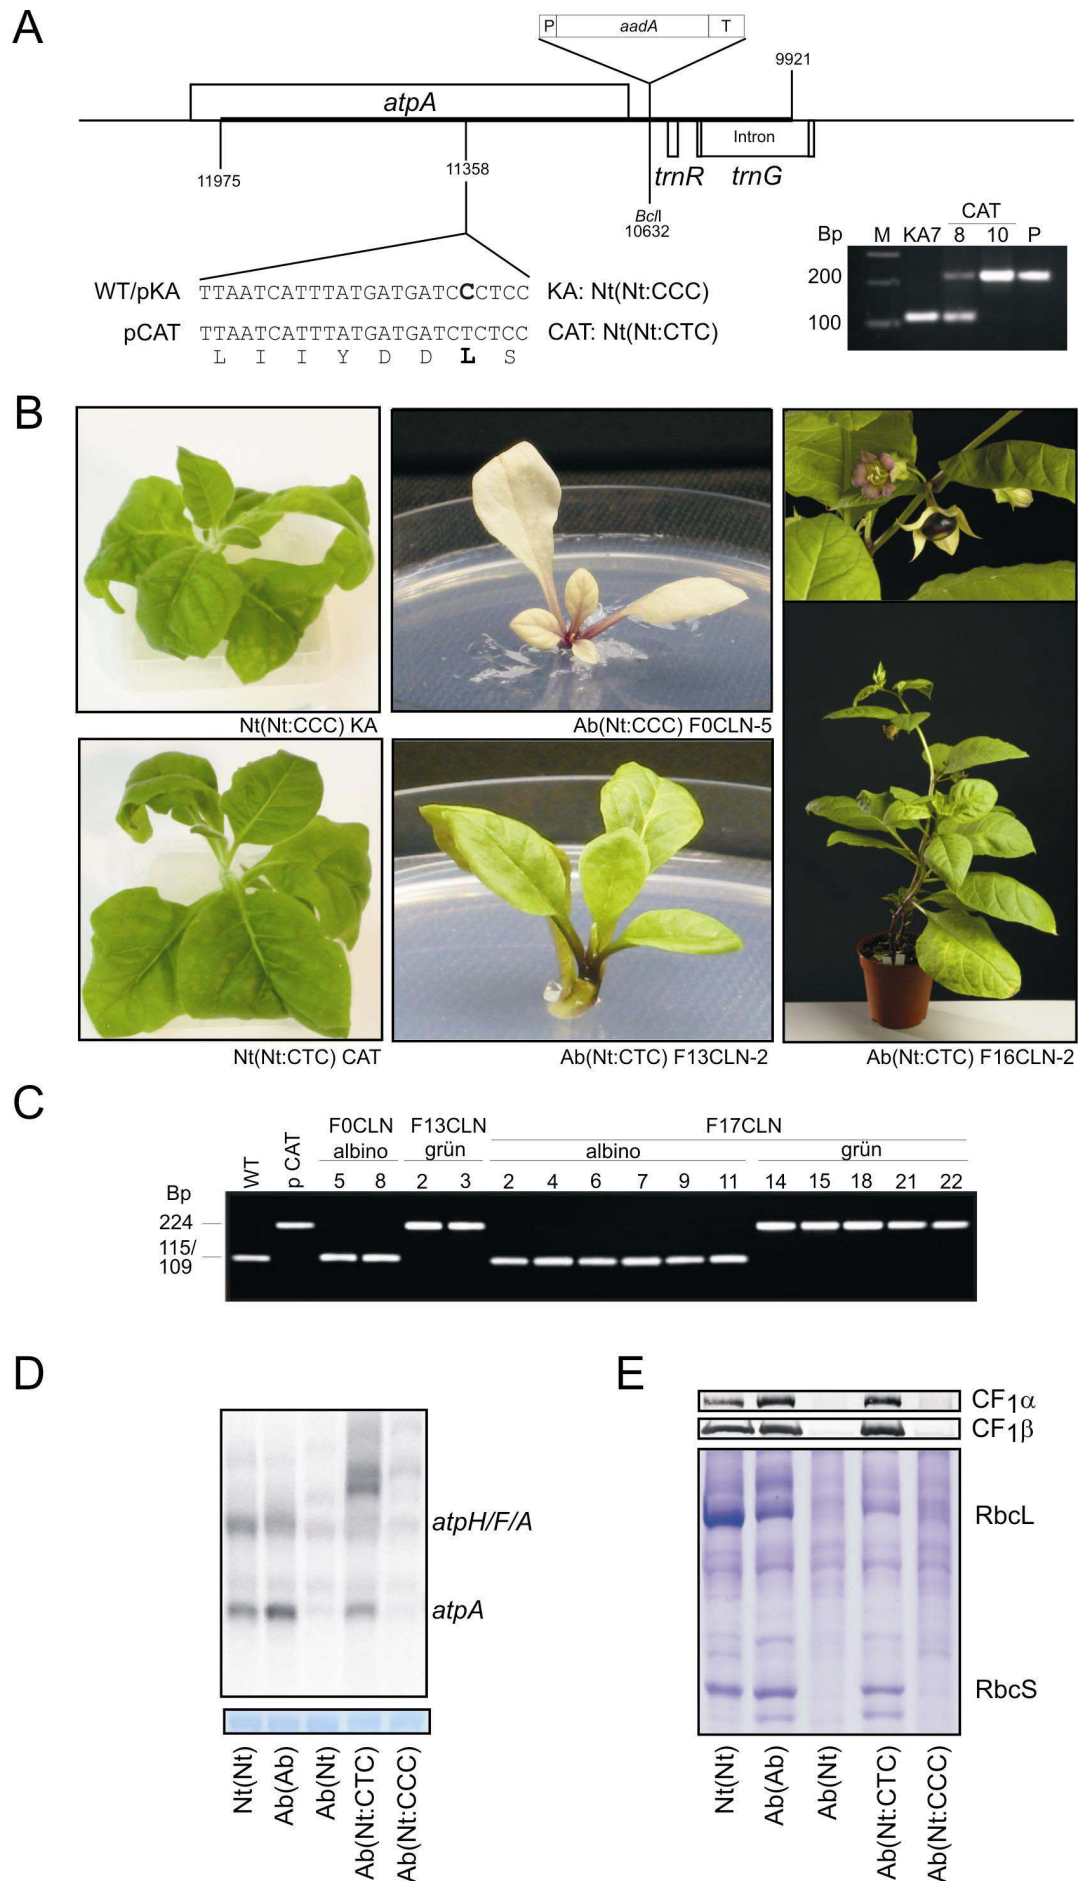 A
P aadA T
9921
atpA
Intron
11975
11358
trnR trnG
BclI
10632
CAT
Bp M KA7 8 10 P
200
100
WT/pKA TTAATCATTTATGATGATCCCTCC KA: Nt(Nt:CCC)
pCAT TTAATCATTTATGATGATCTCTCC CAT: Nt(Nt:CTC)
L I I Y D D L S
B
Nt(Nt:CCC) KA
Ab(Nt:CCC) F0CLN-5
Nt(Nt:CTC) CAT
Ab(Nt:CTC) F13CLN-2
Ab(Nt:CTC) F16CLN-2
C
F0CLN F13CLN F17CLN
albino grün albino grün
WT p CAT 5 8 2 3 2 4 6 7 9 11 14 15 18 21 22
Bp
224
115/
109
D
atpH/F/A
atpA
Nt(Nt) Ab(Ab) Ab(Nt) Ab(Nt:CTC) Ab(Nt:CCC)
E
CF1α
CF1β
RbcL
RbcS
Nt(Nt) Ab(Ab) Ab(Nt) Ab(Nt:CTC) Ab(Nt:CCC)